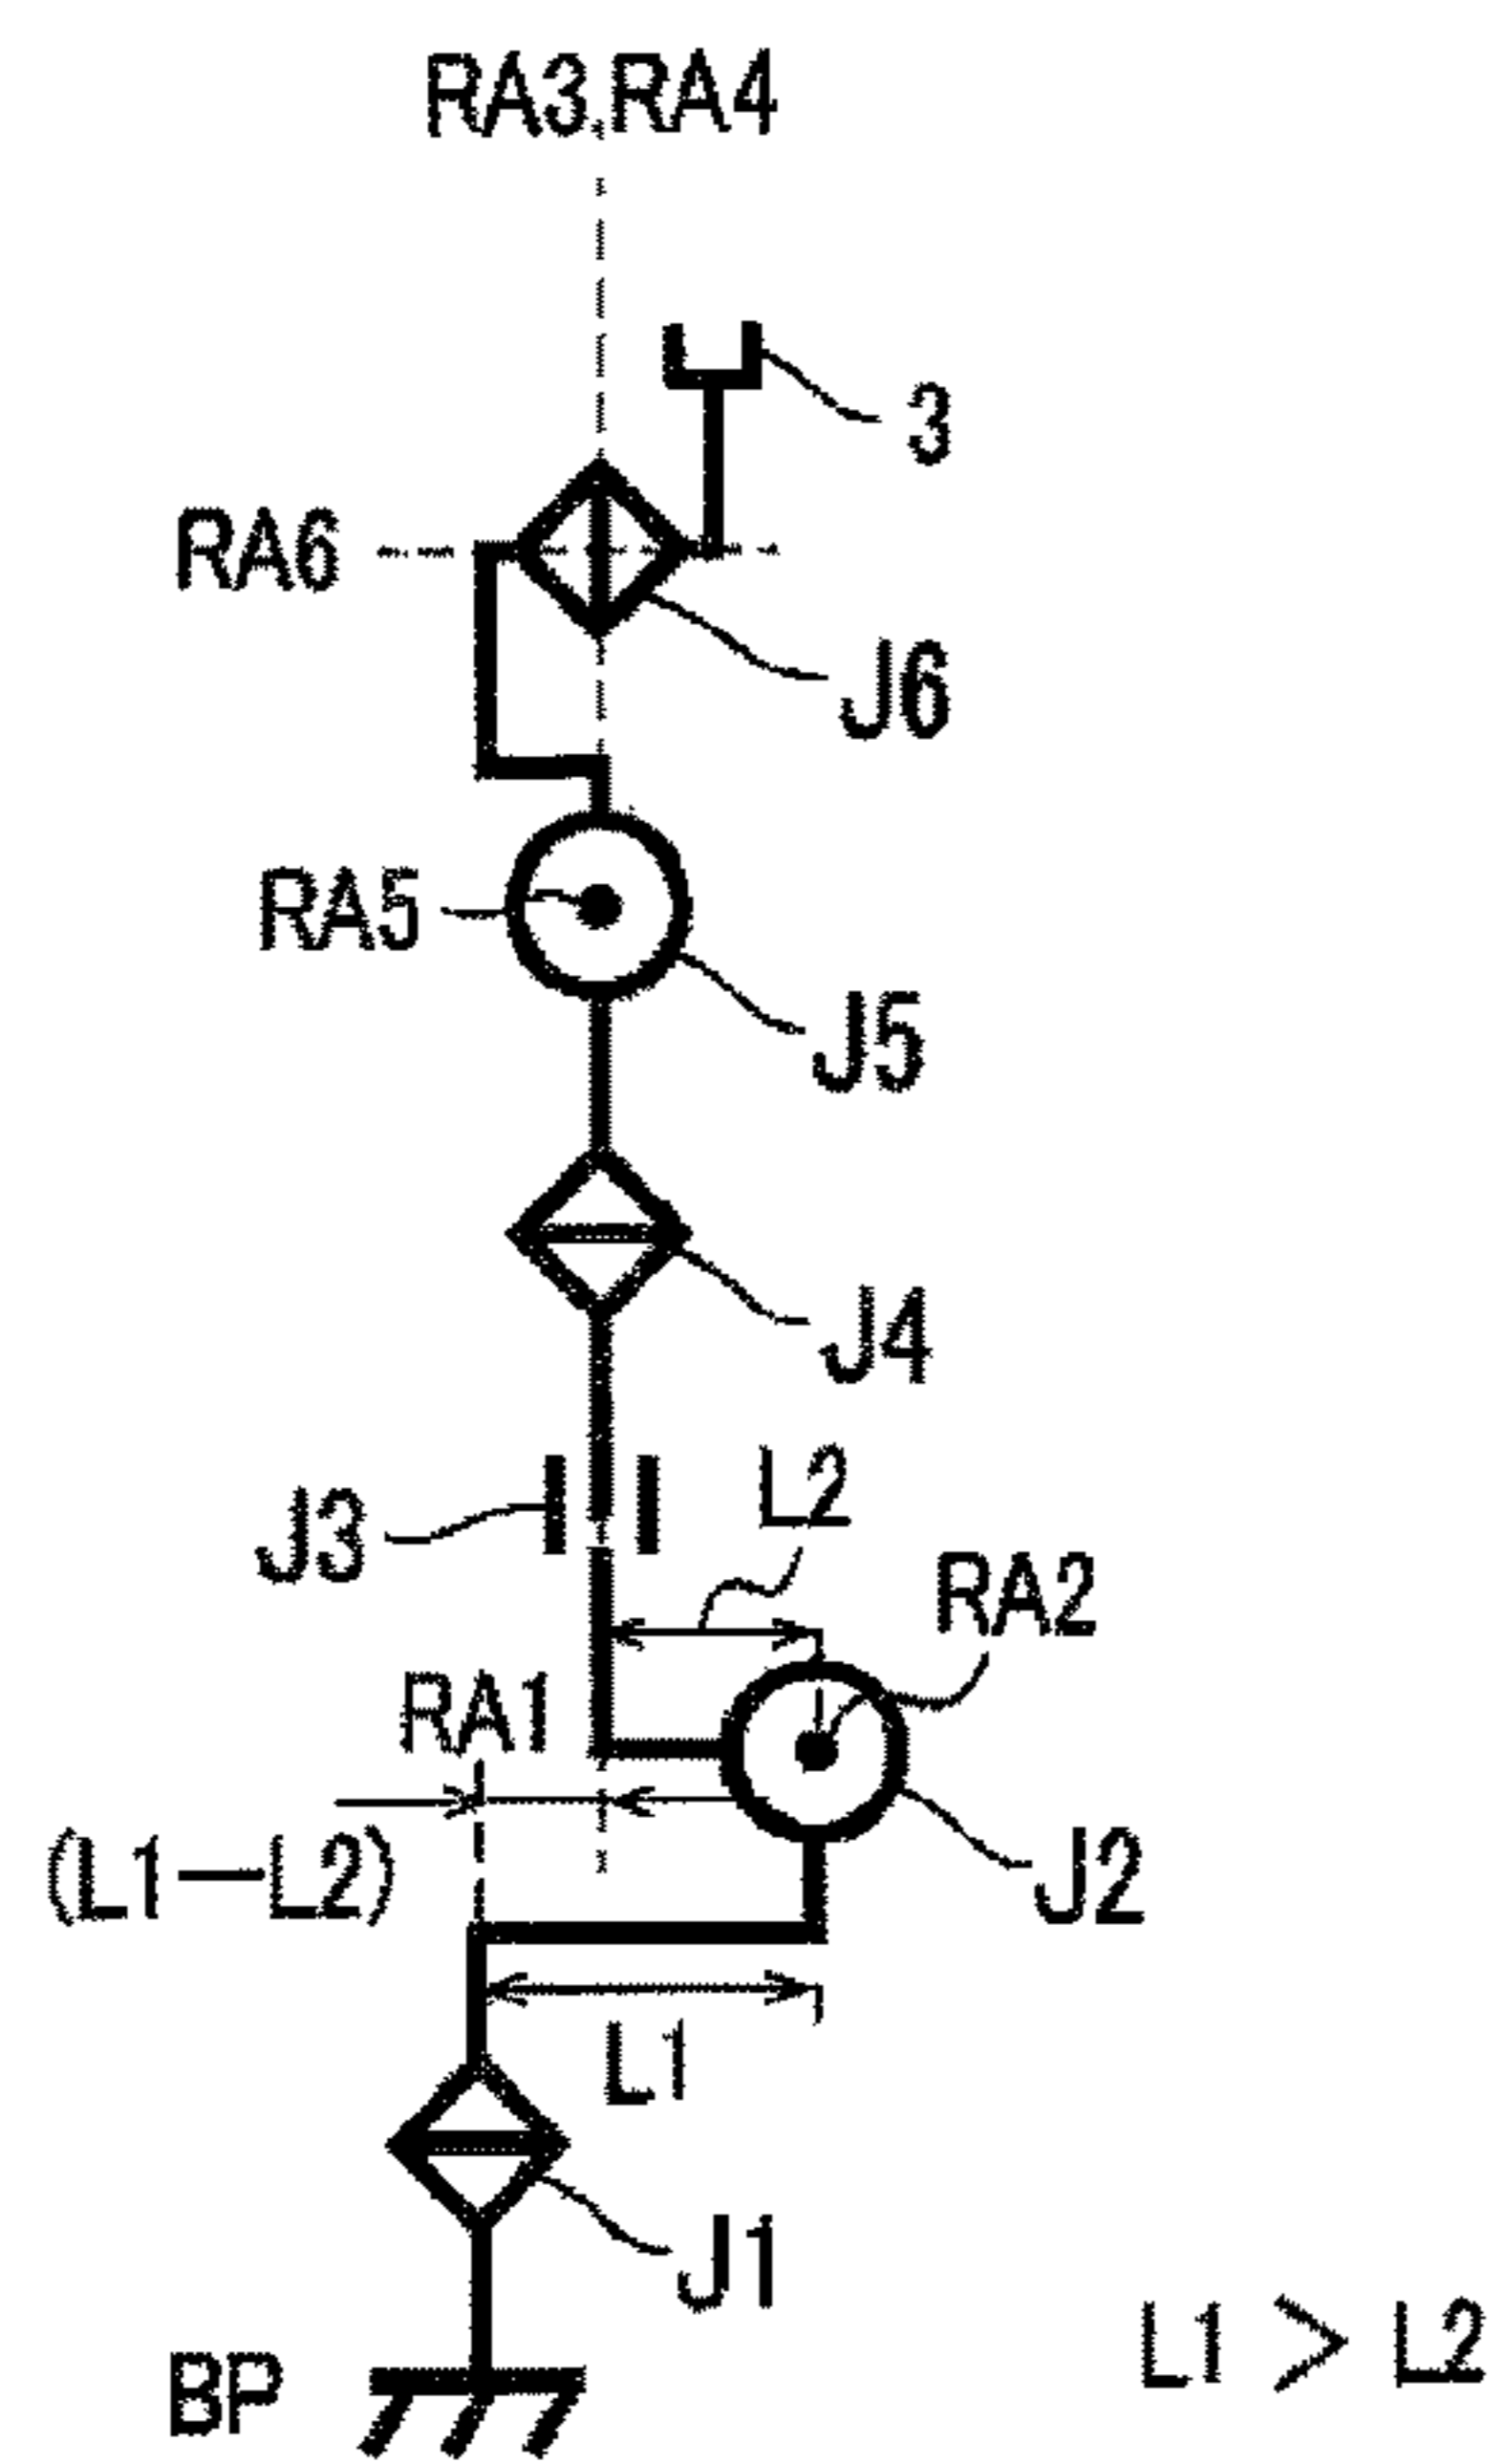 RA3.RA4
3
RA6
J6
RA5
J5
J4
L2
J3
RA2
RA1
(L1—L2)
J2
L1
J1
L1 > L2
BP